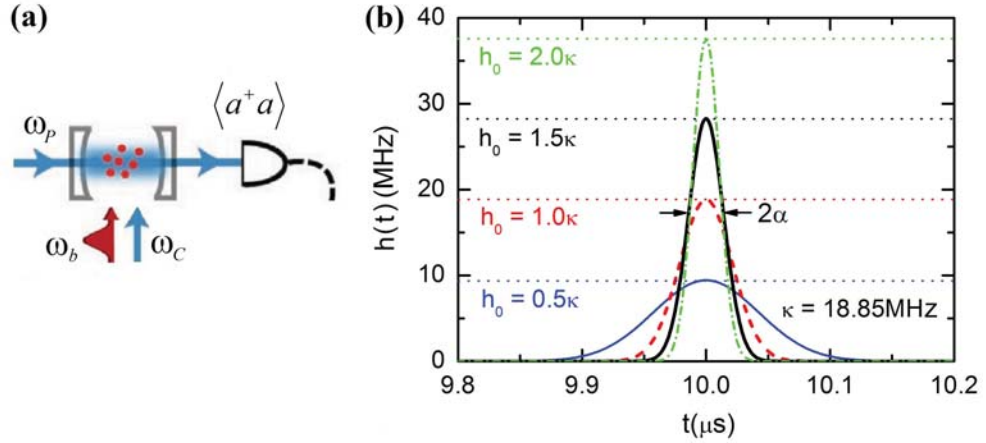 (a)
ω_P
⟨a⁺a⟩
ω_b
ω_C
(b)
h(t) (MHz)
40
30
20
10
0
h₀ = 2.0κ
h₀ = 1.5κ
h₀ = 1.0κ
2α
h₀ = 0.5κ
κ = 18.85MHz
9.8
9.9
10.0
10.1
10.2
t(μs)